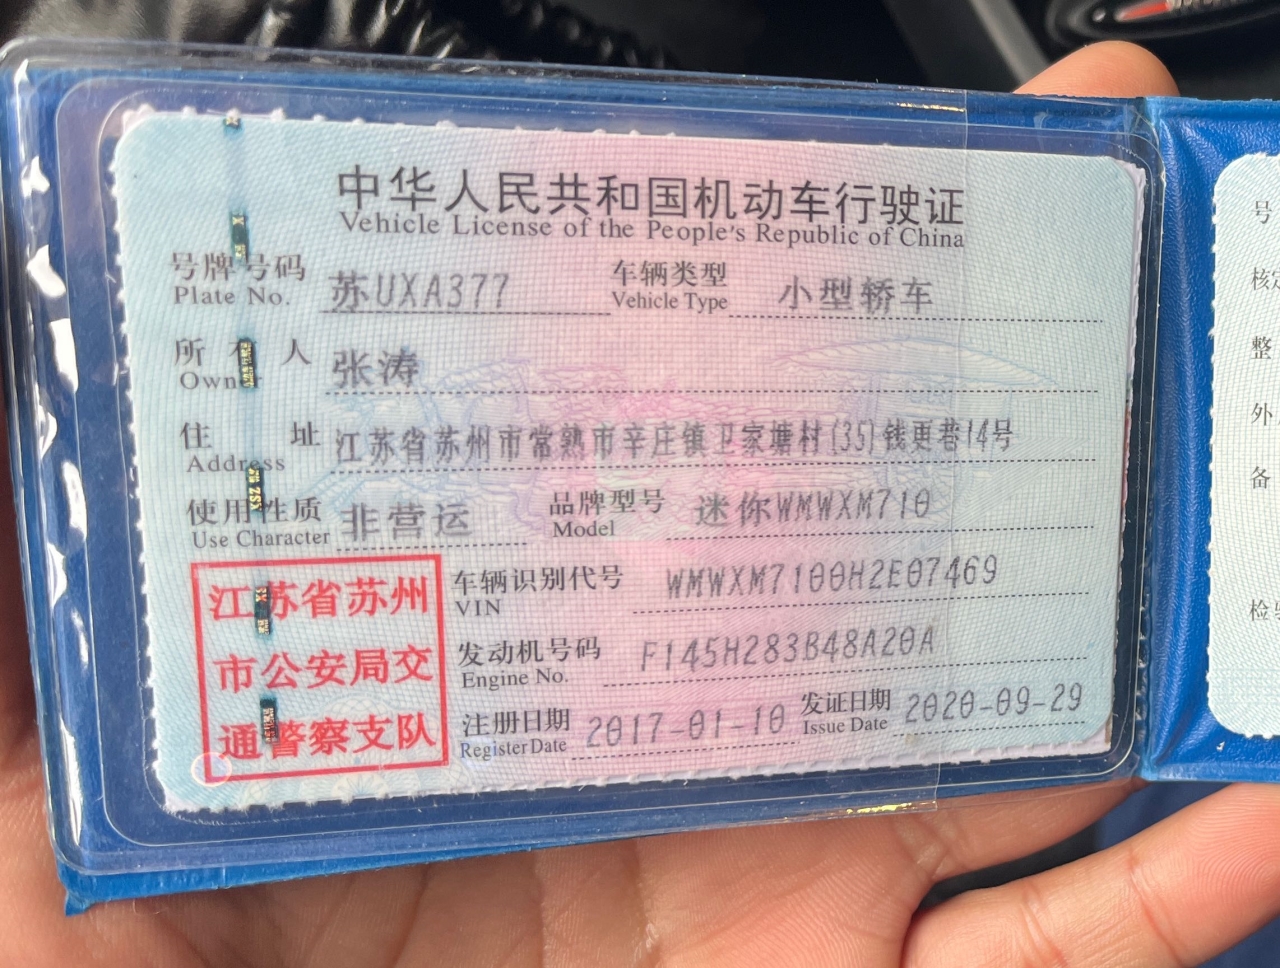 中华人民共和国机动车行驶证
Vehicle License of the People's Republic of China
号牌号码 苏UXA377 车辆类型 小型轿车
Plate No. Vehicle Type
所有人 张涛
Owner
住址 江苏省苏州市常熟市辛庄镇卫家塘村(35)钱更巷14号
Address
使用性质 非营运 品牌型号 迷你WMWXM710
Use Character Model
江苏省苏州
市公安局交
通警察支队
车辆识别代号 WMWXM7100H2E07469
VIN
发动机号码 F145H283B48A20A
Engine No.
注册日期 2017-01-10 发证日期 2020-09-29
Register Date Issue Date
号
核定
整
外
备
检验